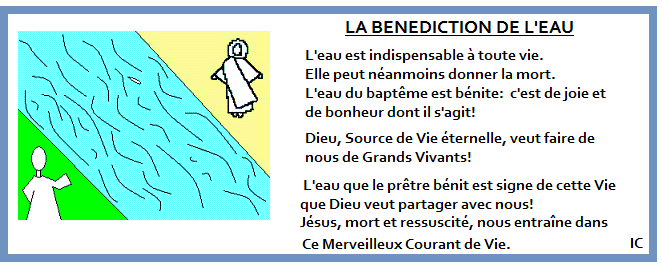 LA BENEDICTION DE L'EAU
L'eau est indispensable à toute vie.
Elle peut néanmoins donner la mort.
L'eau du baptême est bénite: c'est de joie et
de bonheur dont il s'agit!
Dieu, Source de Vie éternelle, veut faire de
nous de Grands Vivants!
L'eau que le prêtre bénit est signe de cette Vie
que Dieu veut partager avec nous!
Jésus, mort et ressuscité, nous entraîne dans
Ce Merveilleux Courant de Vie.
IC